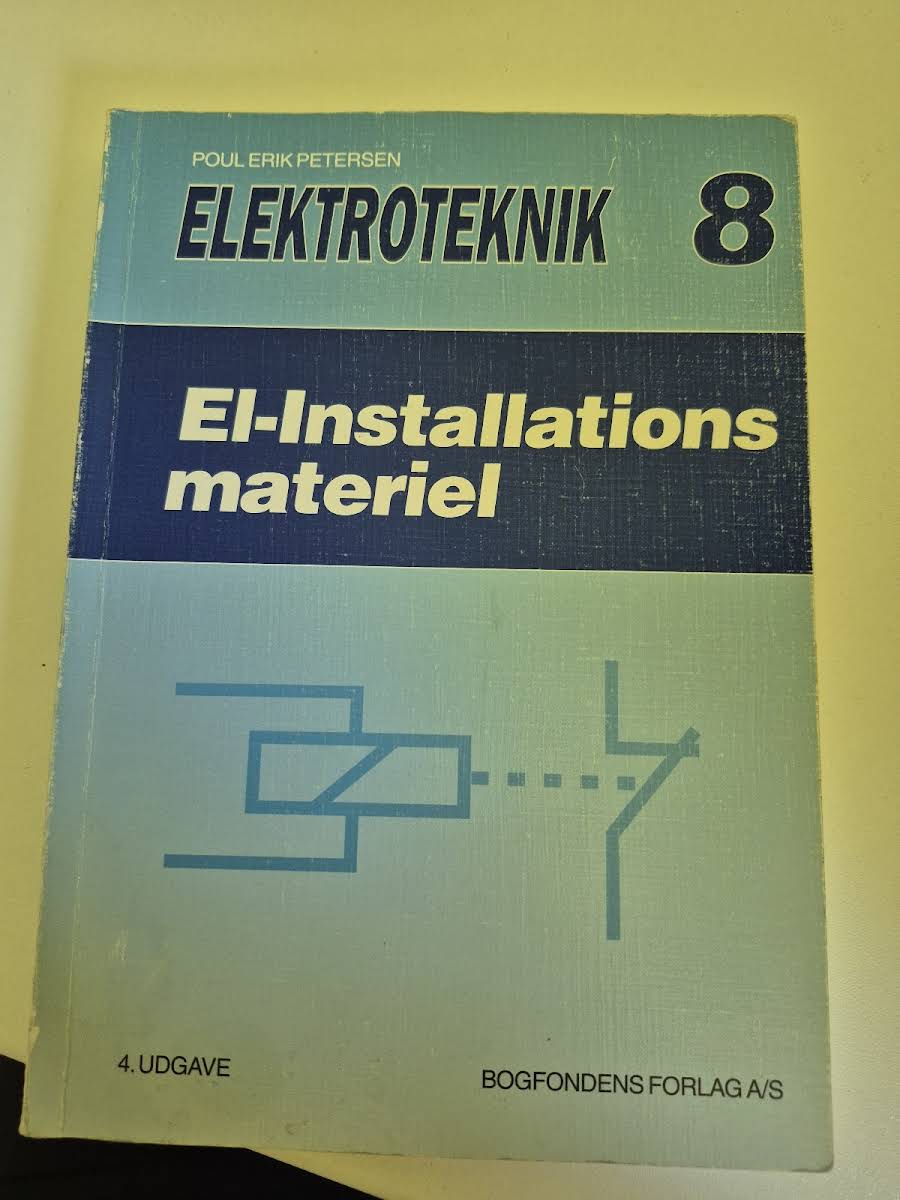 POUL ERIK PETERSEN
ELEKTROTEKNIK 8
El-Installations
materiel
4. UDGAVE
BOGFONDENS FORLAG A/S